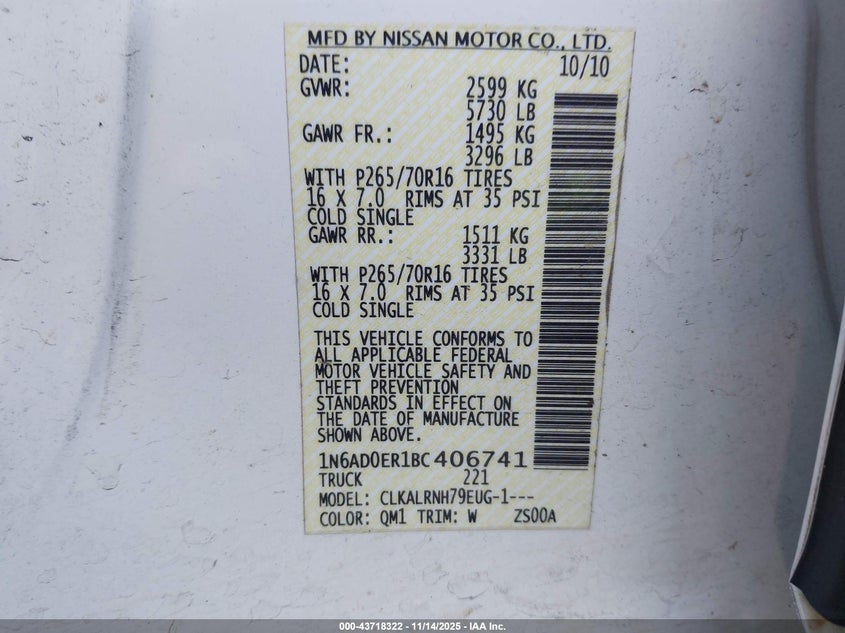 MFD BY NISSAN MOTOR CO., LTD.
DATE: 10/10
GVWR: 2599 KG
5730 LB
GAWR FR.: 1495 KG
3296 LB
WITH P265/70R16 TIRES
16 X 7.0 RIMS AT 35 PSI
COLD SINGLE
GAWR RR.: 1511 KG
3331 LB
WITH P265/70R16 TIRES
16 X 7.0 RIMS AT 35 PSI
COLD SINGLE
THIS VEHICLE CONFORMS TO
ALL APPLICABLE FEDERAL
MOTOR VEHICLE SAFETY AND
THEFT PREVENTION
STANDARDS IN EFFECT ON
THE DATE OF MANUFACTURE
SHOWN ABOVE.
1N6AD0ER1BC406741
TRUCK 221
MODEL: CLKALRNH79EUG-1---
COLOR: QM1 TRIM: W ZS00A
000-43718322 - 11/14/2025 - IAA Inc.